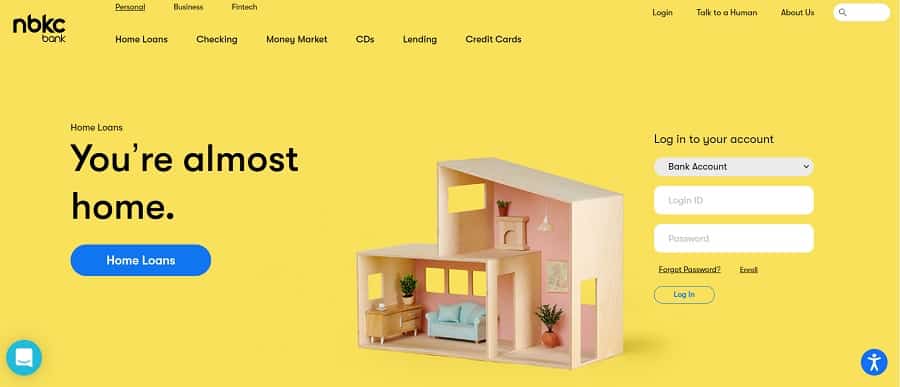 nbkc
bank
Personal Business Fintech
Login Talk to a Human About Us
Home Loans Checking Money Market CDs Lending Credit Cards
Home Loans
You're almost
home.
Home Loans
Log in to your account
Bank Account
Login ID
Password
Forgot Password? Enroll
Log In